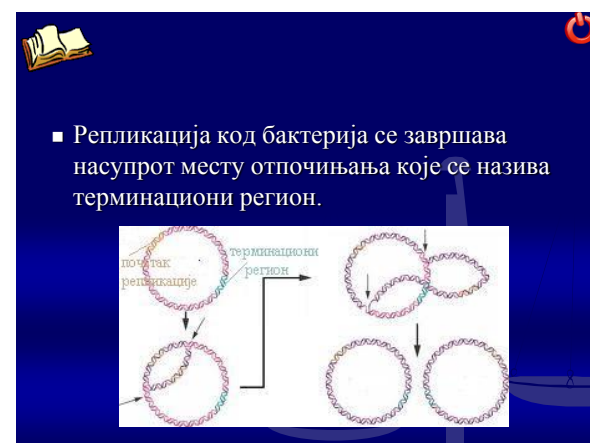 Репликација код бактерија се завршава
насупрот месту отпочињања које се назива
терминациони регион.
почетак
репликације
терминациони
регион